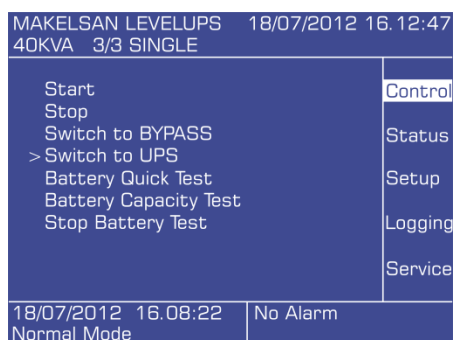 MAKELSAN LEVELUPS 18/07/2012 16.12:47
40KVA 3/3 SINGLE
Start
Stop
Switch to BYPASS
> Switch to UPS
Battery Quick Test
Battery Capacity Test
Stop Battery Test
Control
Status
Setup
Logging
Service
18/07/2012 16.08:22 No Alarm
Normal Mode